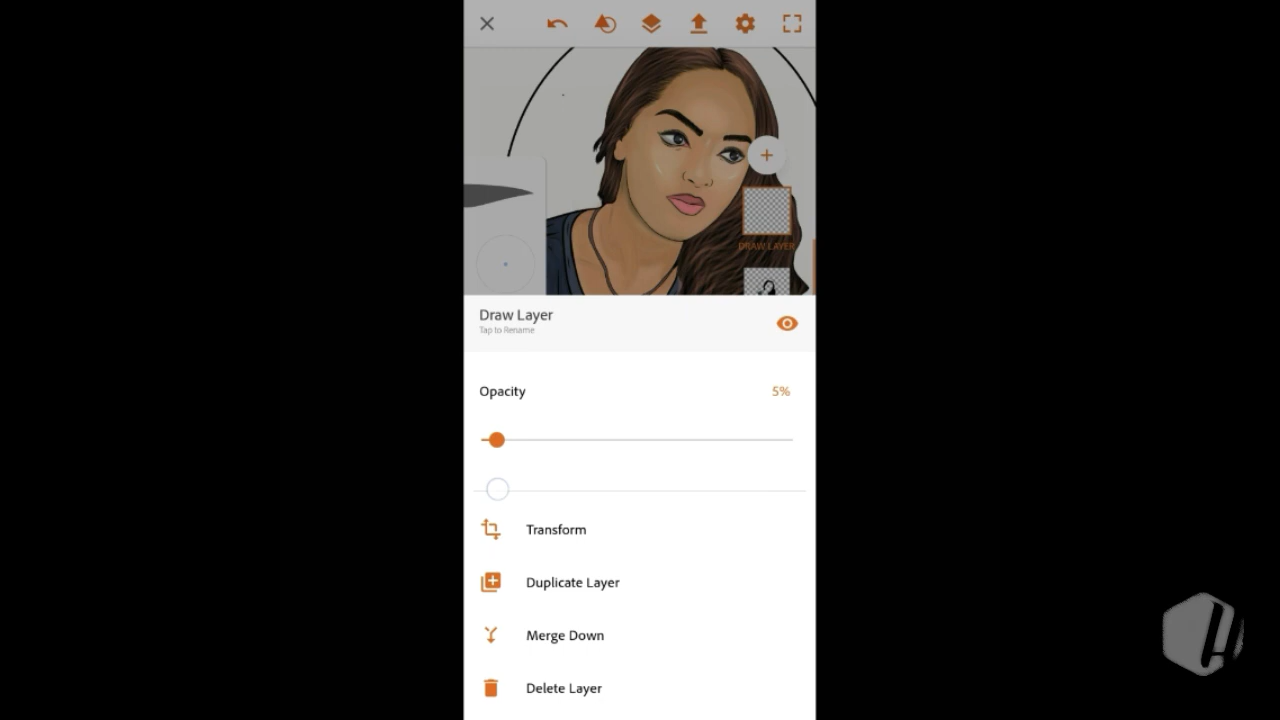 DRAW LAYER
Draw Layer
Tap to Rename
Opacity
5%
Transform
Duplicate Layer
Merge Down
Delete Layer